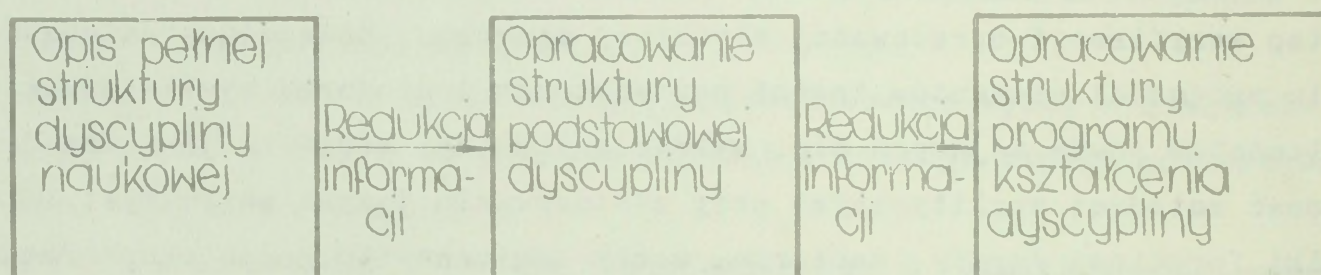 Opis pełnej
struktury
dyscypliny
naukowej
Redukcja
informa-
cji
Opracowanie
struktury
podstawowej
dyscypliny
Redukcja
informa-
cji
Opracowanie
struktury
programu
kształcenia
dyscypliny